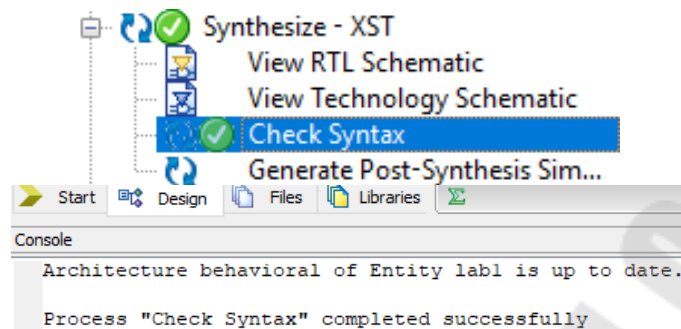 Synthesize - XST
View RTL Schematic
View Technology Schematic
Check Syntax
Generate Post-Synthesis Sim...
Start Design Files Libraries
Console
Architecture behavioral of Entity lab1 is up to date.
Process "Check Syntax" completed successfully